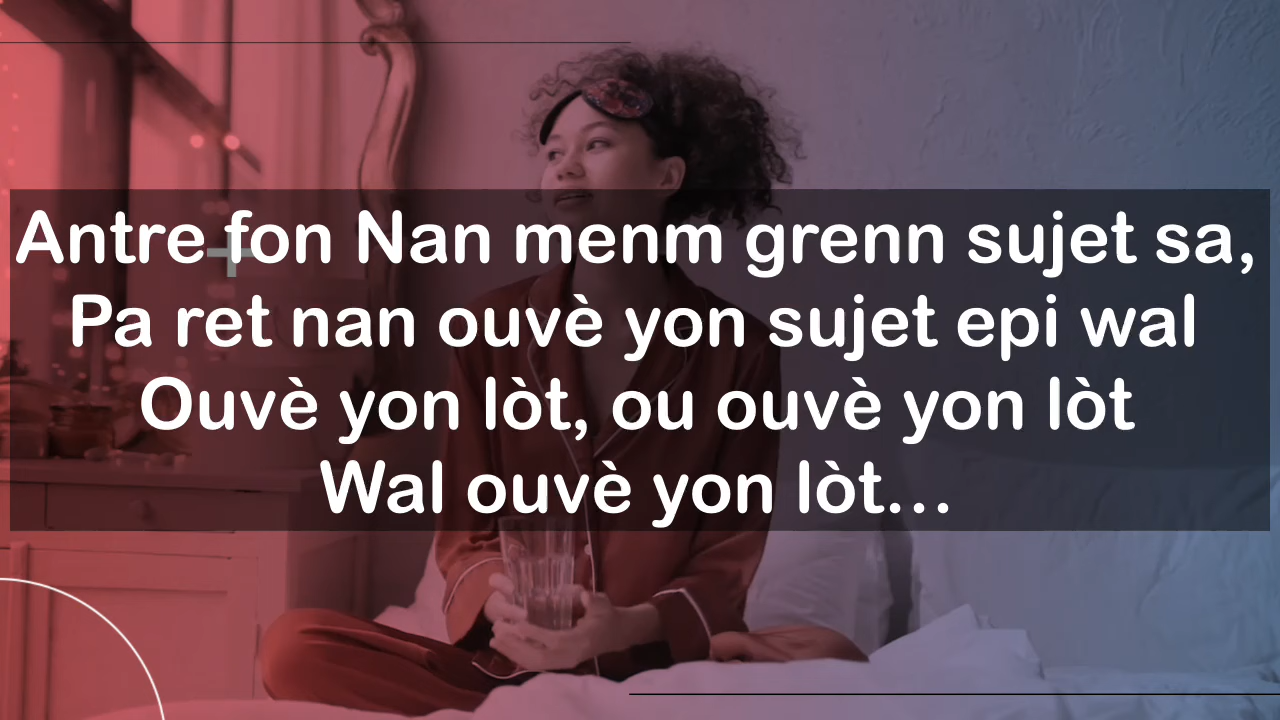 Antre fon Nan menm grenn sujet sa,
Pa ret nan ouvè yon sujet epi wal
Ouvè yon lòt, ou ouvè yon lòt
Wal ouvè yon lòt...